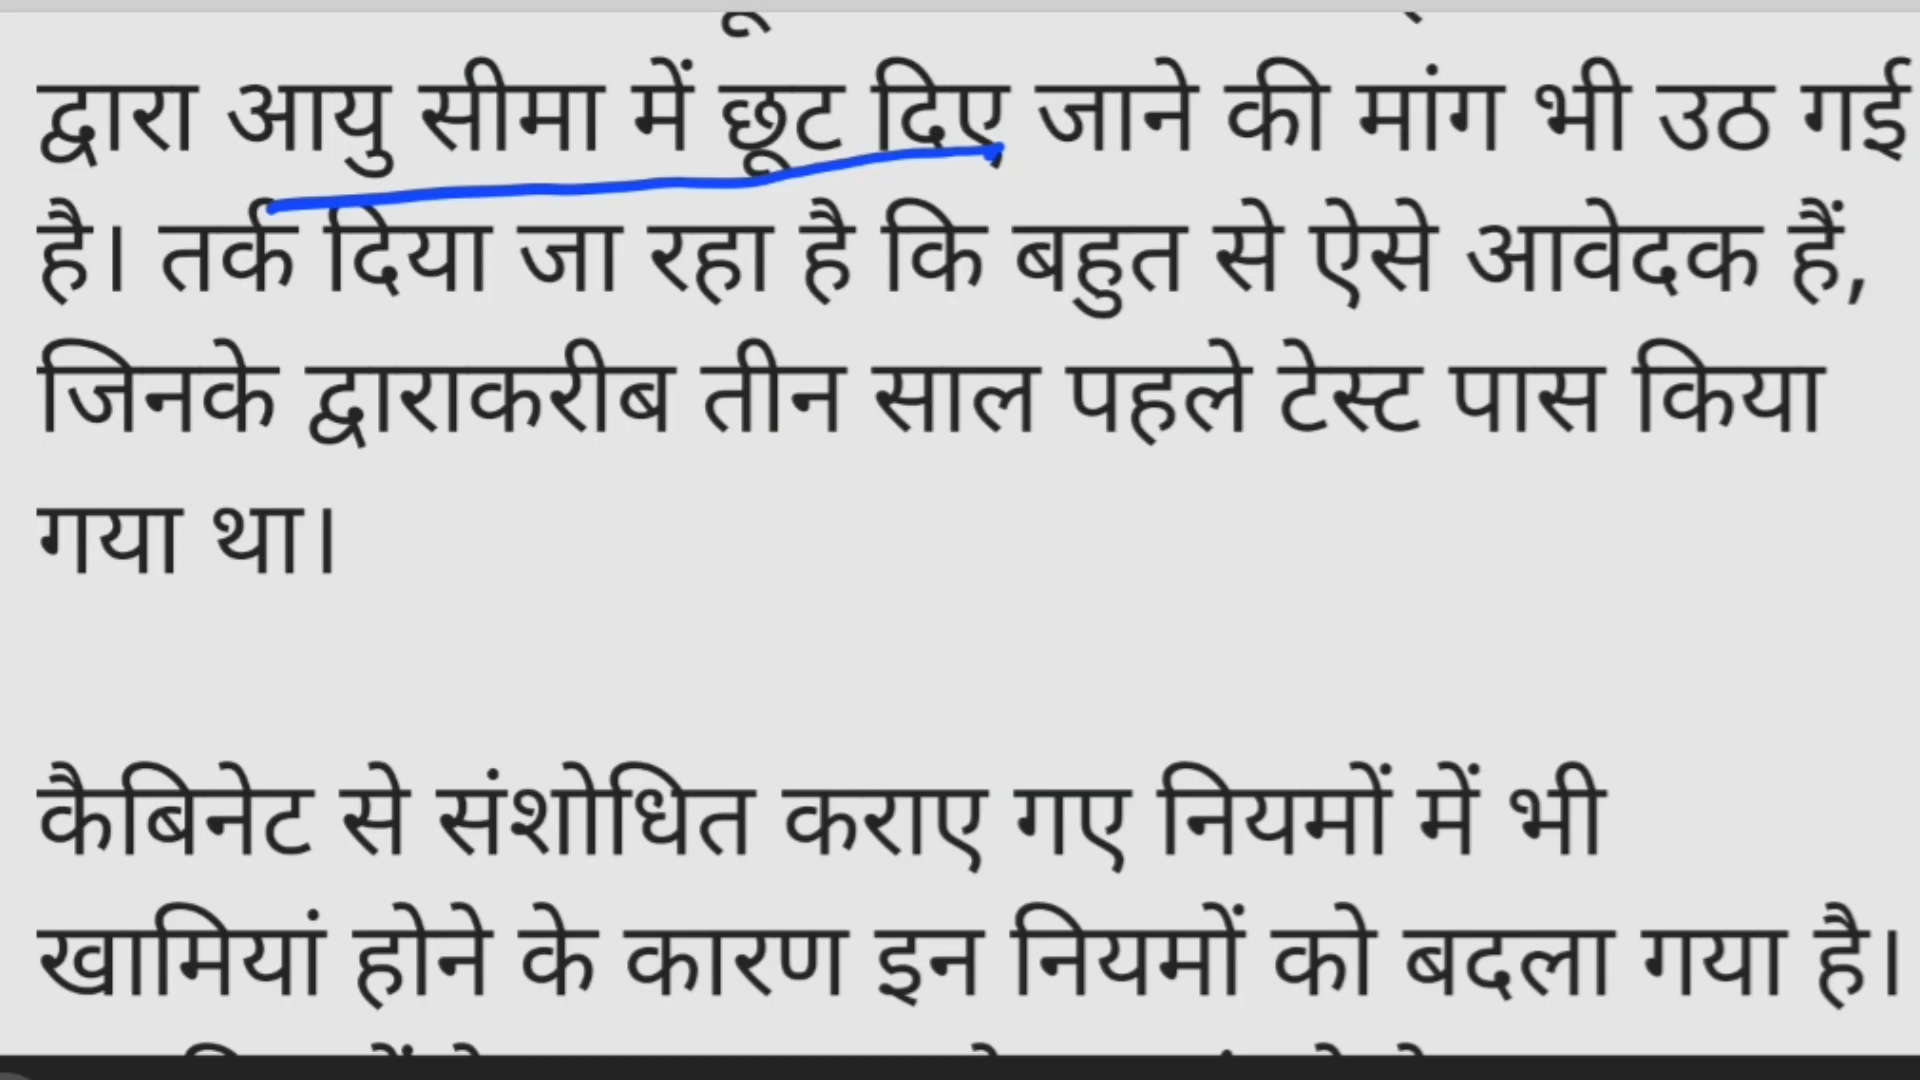 द्वारा आयु सीमा में छूट दिए जाने की मांग भी उठ गई
है। तर्क दिया जा रहा है कि बहुत से ऐसे आवेदक हैं,
जिनके द्वाराकरीब तीन साल पहले टेस्ट पास किया
गया था।
कैबिनेट से संशोधित कराए गए नियमों में भी
खामियां होने के कारण इन नियमों को बदला गया है।